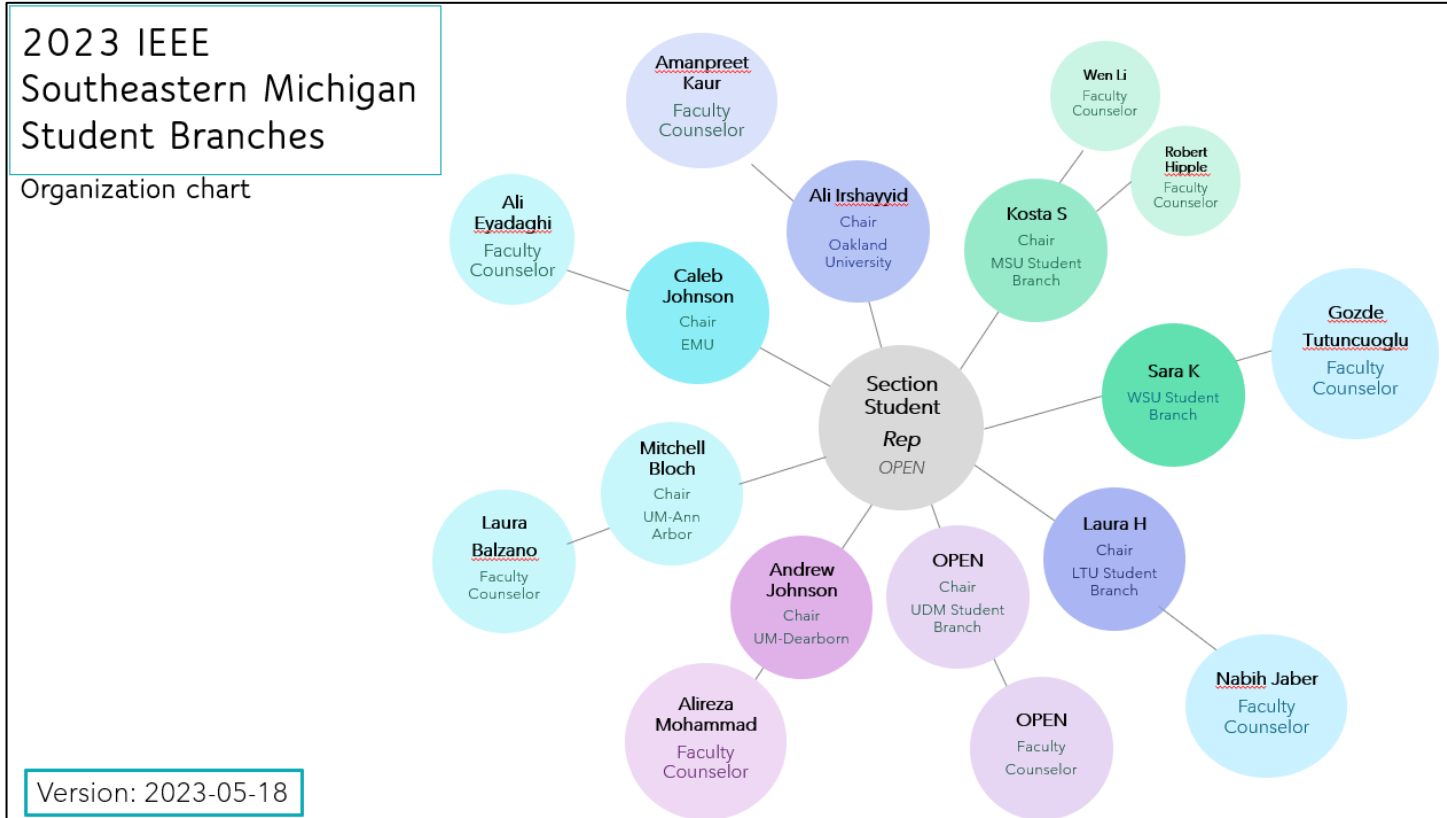 2023 IEEE
Southeastern Michigan
Student Branches
Organization chart
Amanpreet
Kaur
Faculty
Counselor
Wen Li
Faculty
Counselor
Robert
Hipple
Faculty
Counselor
Ali
Eyadaghi
Faculty
Counselor
Ali Irshayyid
Chair
Oakland
University
Kosta S
Chair
MSU Student
Branch
Caleb
Johnson
Chair
EMU
Gozde
Tutuncuoglu
Faculty
Counselor
Sara K
WSU Student
Branch
Section
Student
Rep
OPEN
Mitchell
Bloch
Chair
UM-Ann
Arbor
Laura
Balzano
Faculty
Counselor
Laura H
Chair
LTU Student
Branch
Andrew
Johnson
Chair
UM-Dearborn
OPEN
Chair
UDM Student
Branch
Nabih Jaber
Faculty
Counselor
Alireza
Mohammad
Faculty
Counselor
OPEN
Faculty
Counselor
Version: 2023-05-18